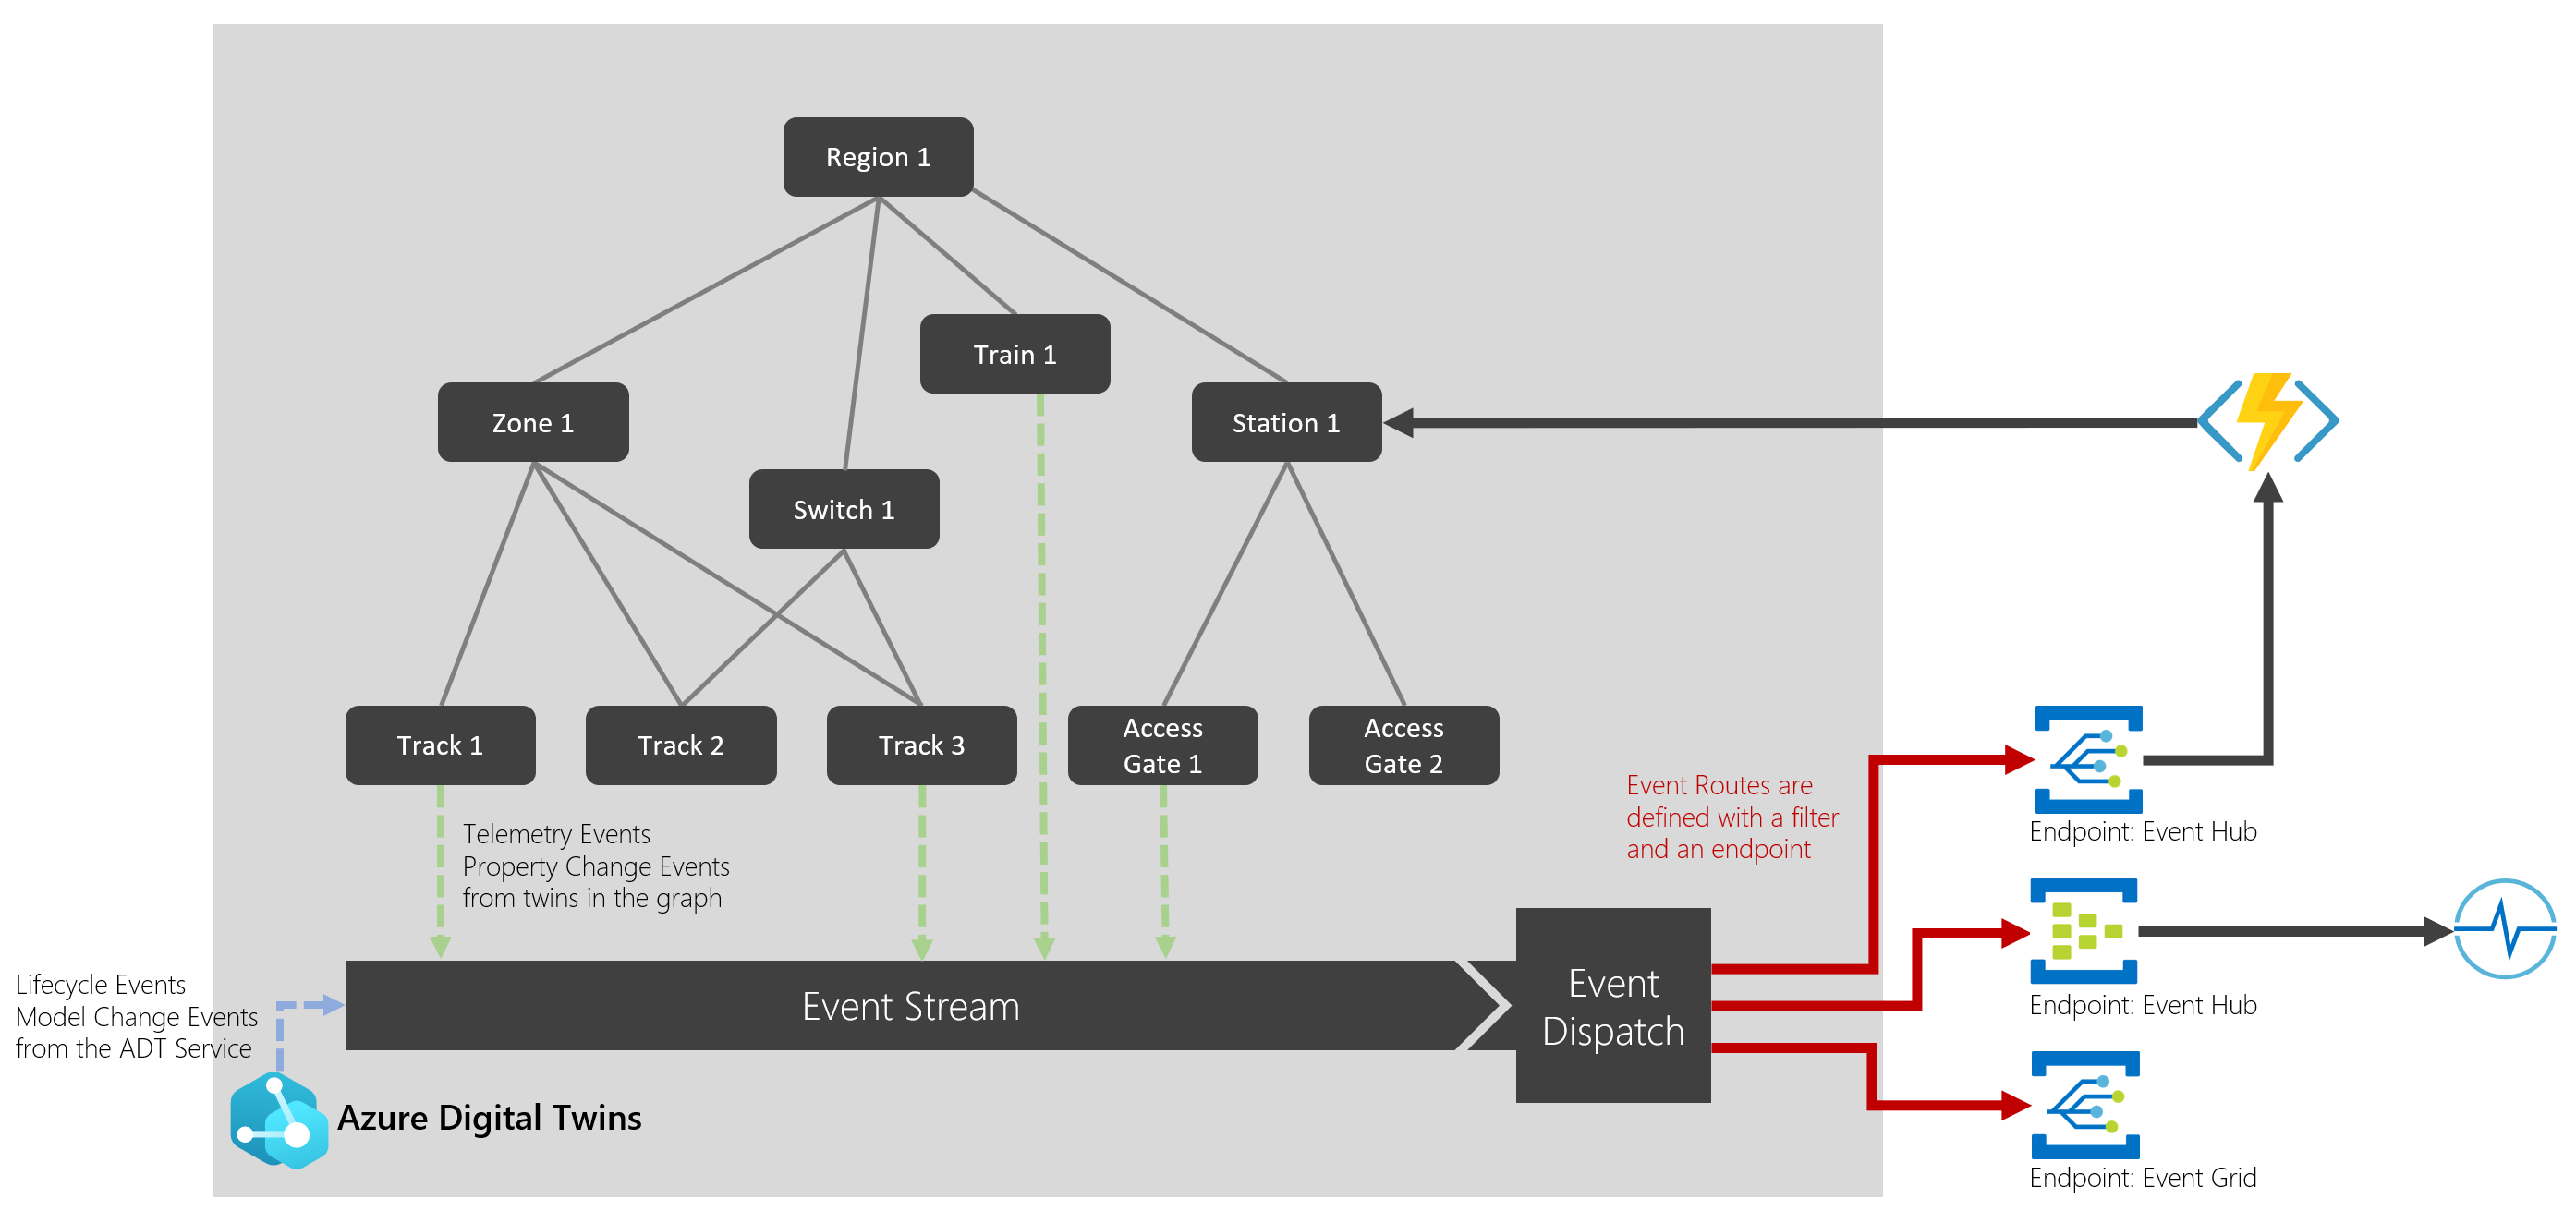 Region 1
Train 1
Zone 1
Station 1
Switch 1
Track 1
Track 2
Track 3
Access
Gate 1
Access
Gate 2
Telemetry Events
Property Change Events
from twins in the graph
Event Routes are
defined with a filter
and an endpoint
Endpoint: Event Hub
Lifecycle Events
Model Change Events
from the ADT Service
Event Stream
Event
Dispatch
Endpoint: Event Hub
Azure Digital Twins
Endpoint: Event Grid